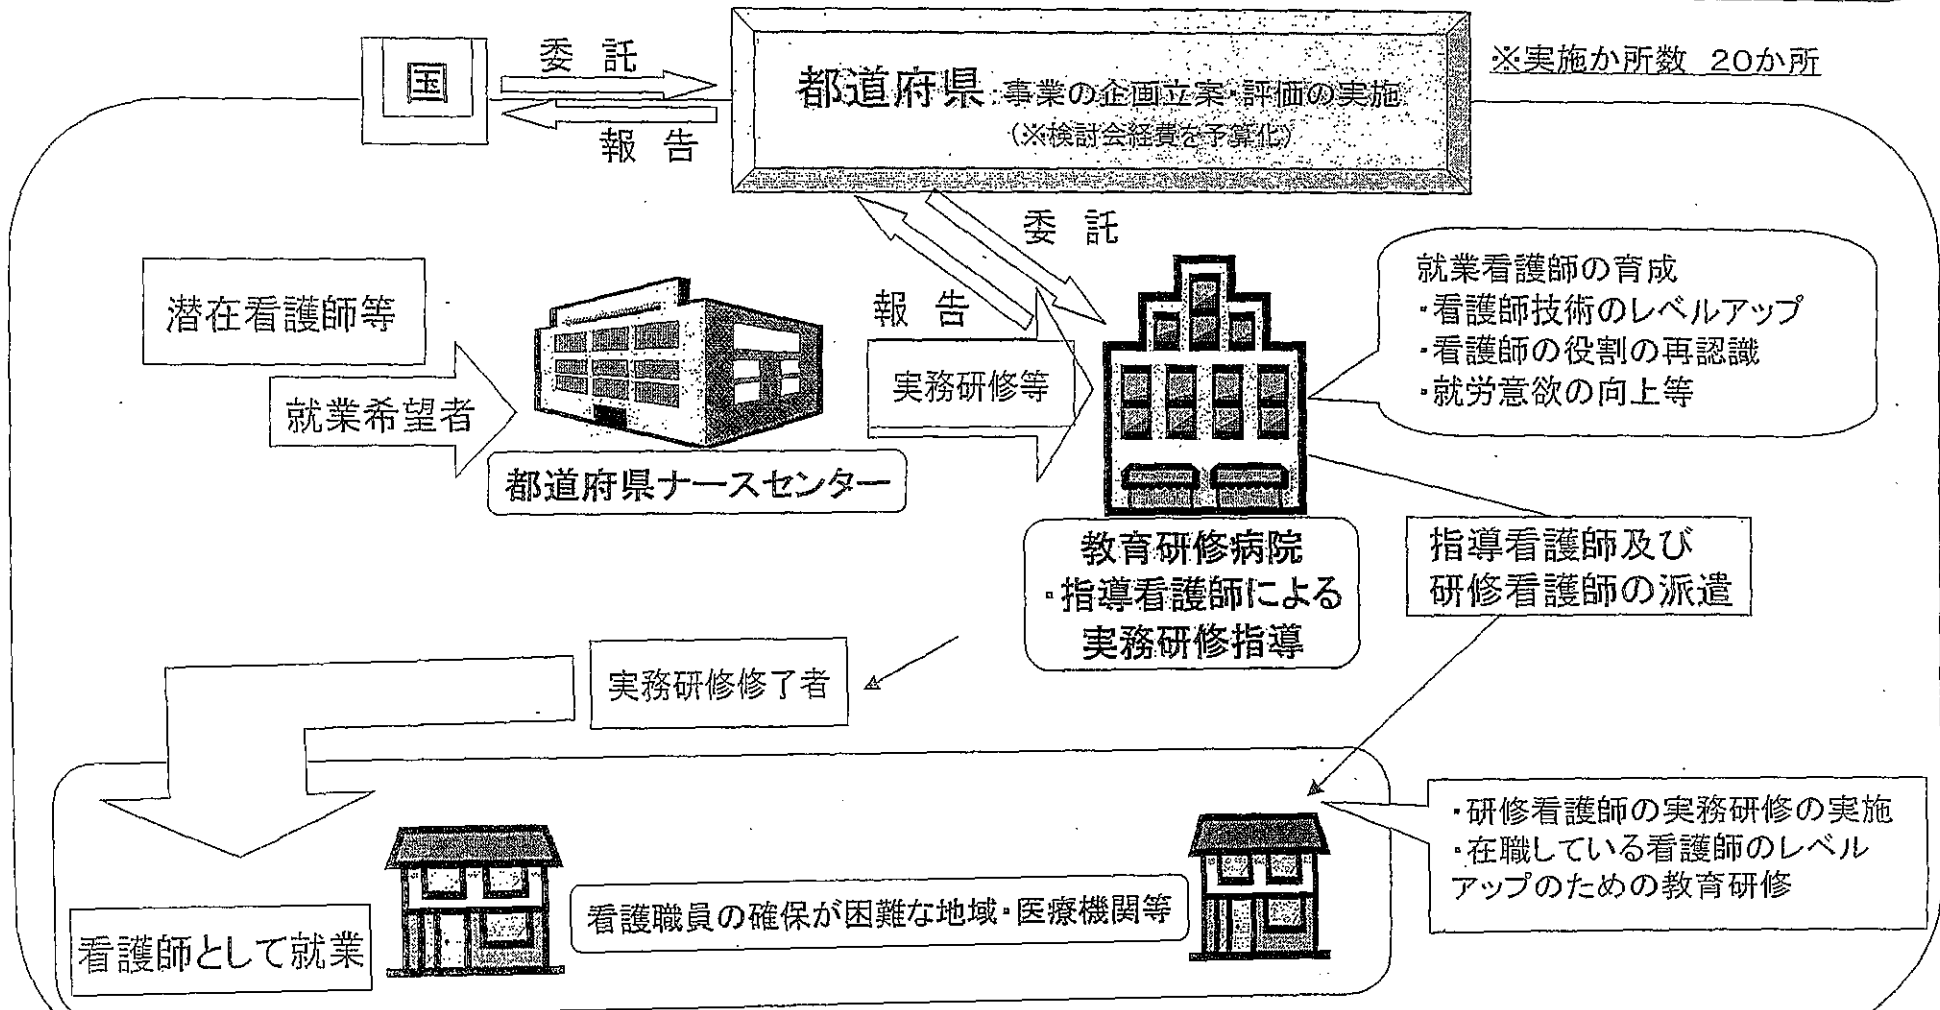 国
委 託
報 告
都道府県 事業の企画立案・評価の実施
(※検討会経費を予算化)
※実施か所数 20か所
委 託
報 告
潜在看護師等
就業希望者
都道府県ナースセンター
実務研修等
就業看護師の育成
・看護師技術のレベルアップ
・看護師の役割の再認識
・就労意欲の向上等
教育研修病院
・指導看護師による
実務研修指導
指導看護師及び
研修看護師の派遣
実務研修修了者
・研修看護師の実務研修の実施
・在職している看護師のレベル
アップのための教育研修
看護職員の確保が困難な地域・医療機関等
看護師として就業